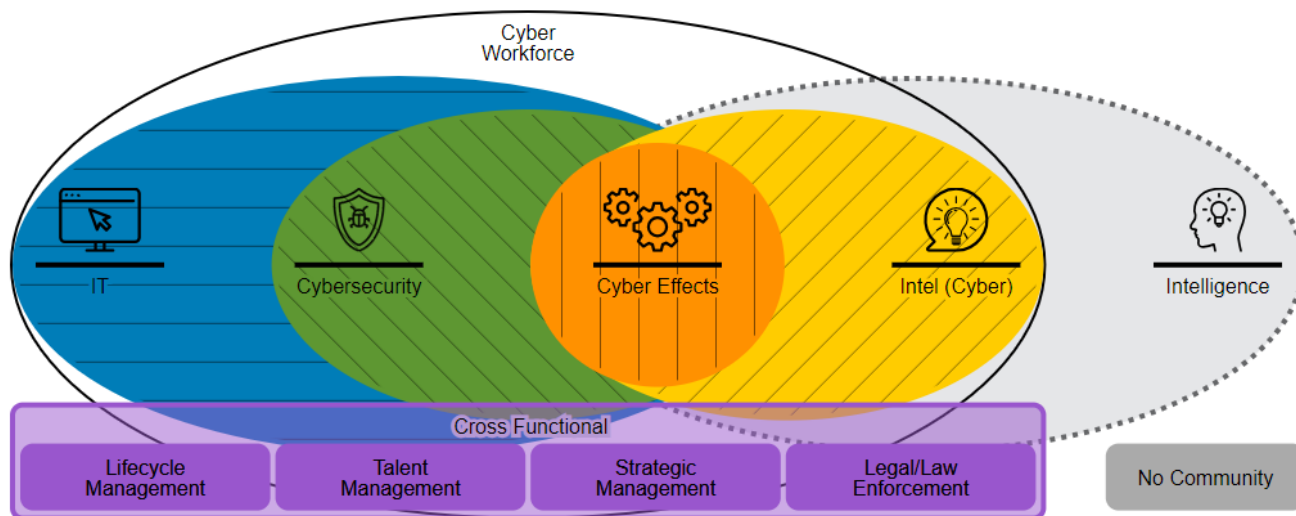 Cyber
Workforce
IT
Cybersecurity
Cyber Effects
Intel (Cyber)
Intelligence
Cross Functional
Lifecycle
Management
Talent
Management
Strategic
Management
Legal/Law
Enforcement
No Community